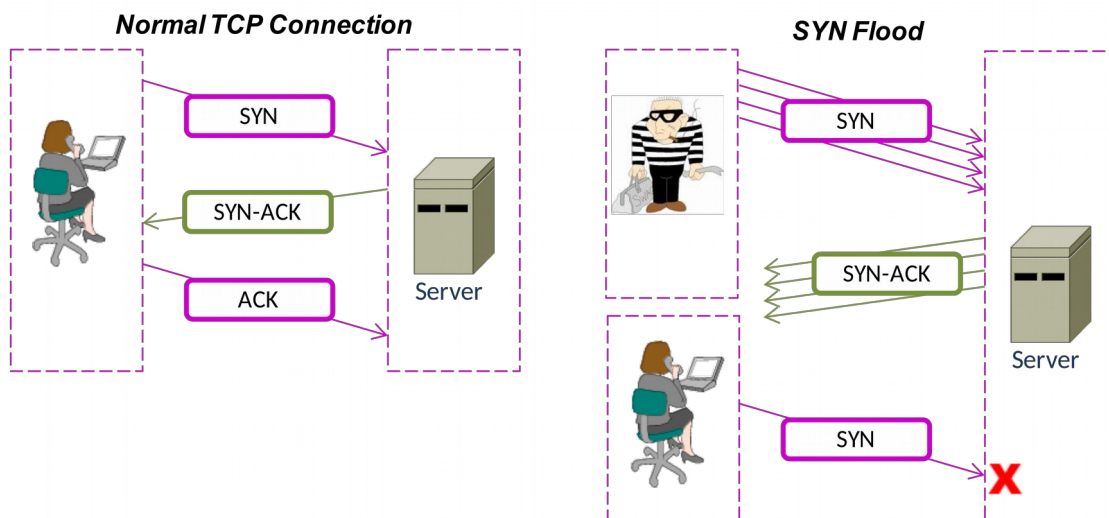 Normal TCP Connection
SYN
SYN-ACK
ACK
Server
SYN Flood
SYN
SYN-ACK
Server
SYN
X